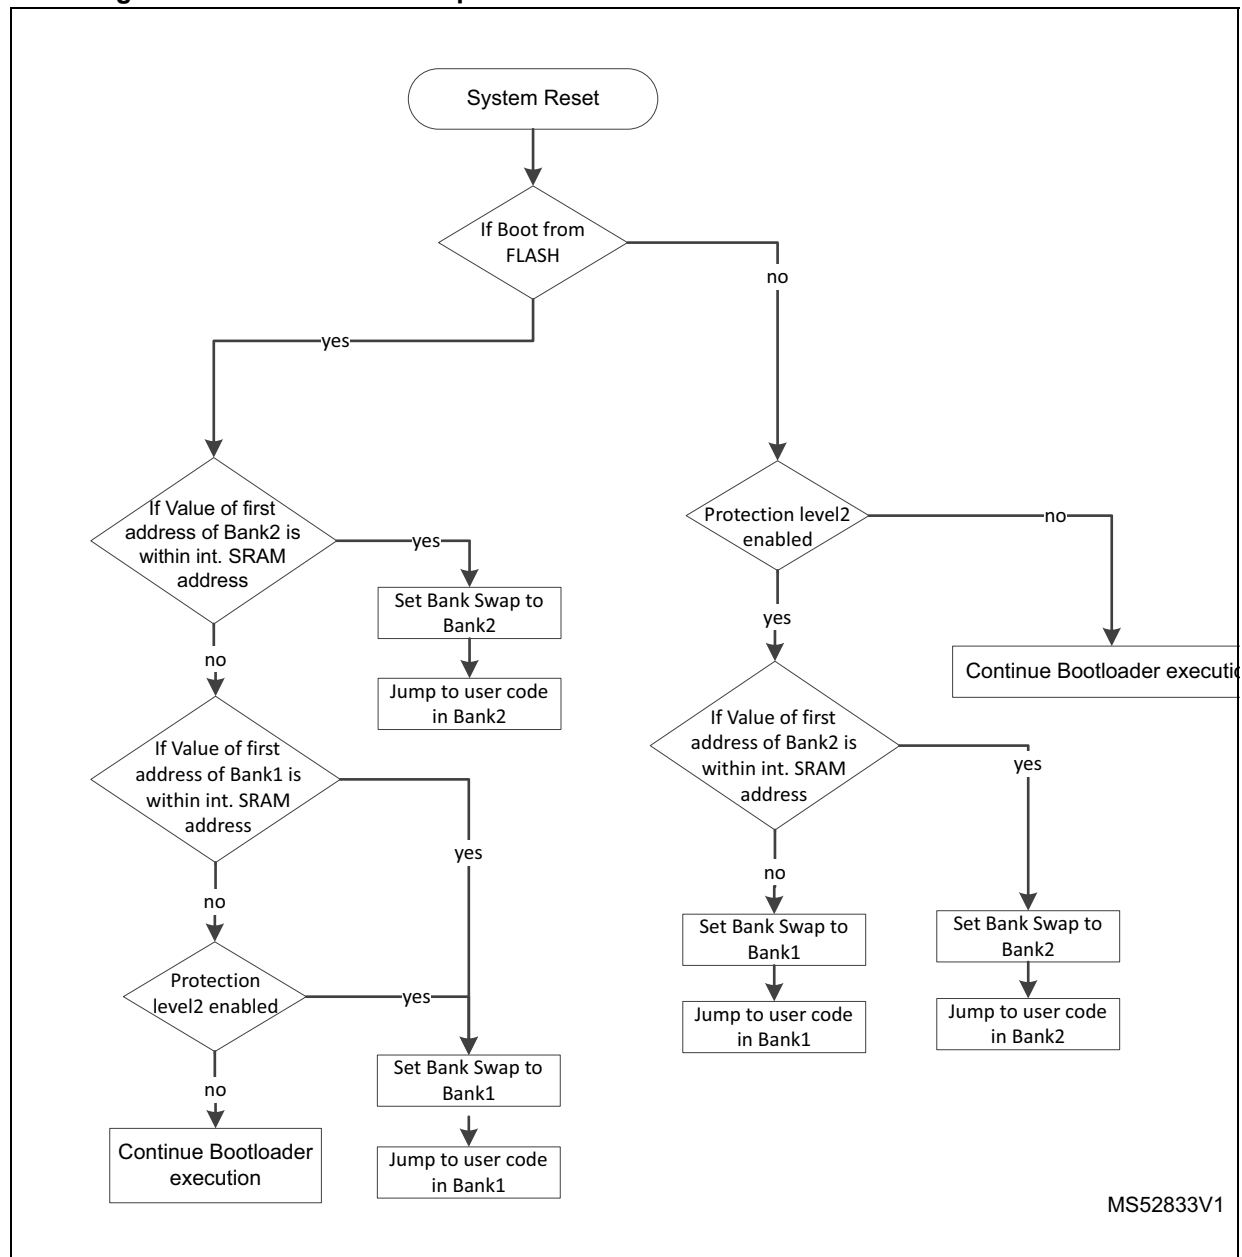 System Reset
If Boot from
FLASH
no
yes
If Value of first
address of Bank2 is
within int. SRAM
address
yes
Set Bank Swap to
Bank2
Jump to user code
in Bank2
no
If Value of first
address of Bank1 is
within int. SRAM
address
yes
no
Protection
level2 enabled
yes
Set Bank Swap to
Bank1
Jump to user code
in Bank1
no
Continue Bootloader
execution
Protection level2
enabled
no
Continue Bootloader
yes
If Value of first
address of Bank2 is
within int. SRAM
address
yes
Set Bank Swap to
Bank2
Jump to user code
in Bank2
no
Set Bank Swap to
Bank1
Jump to user code
in Bank1
MS52833V1